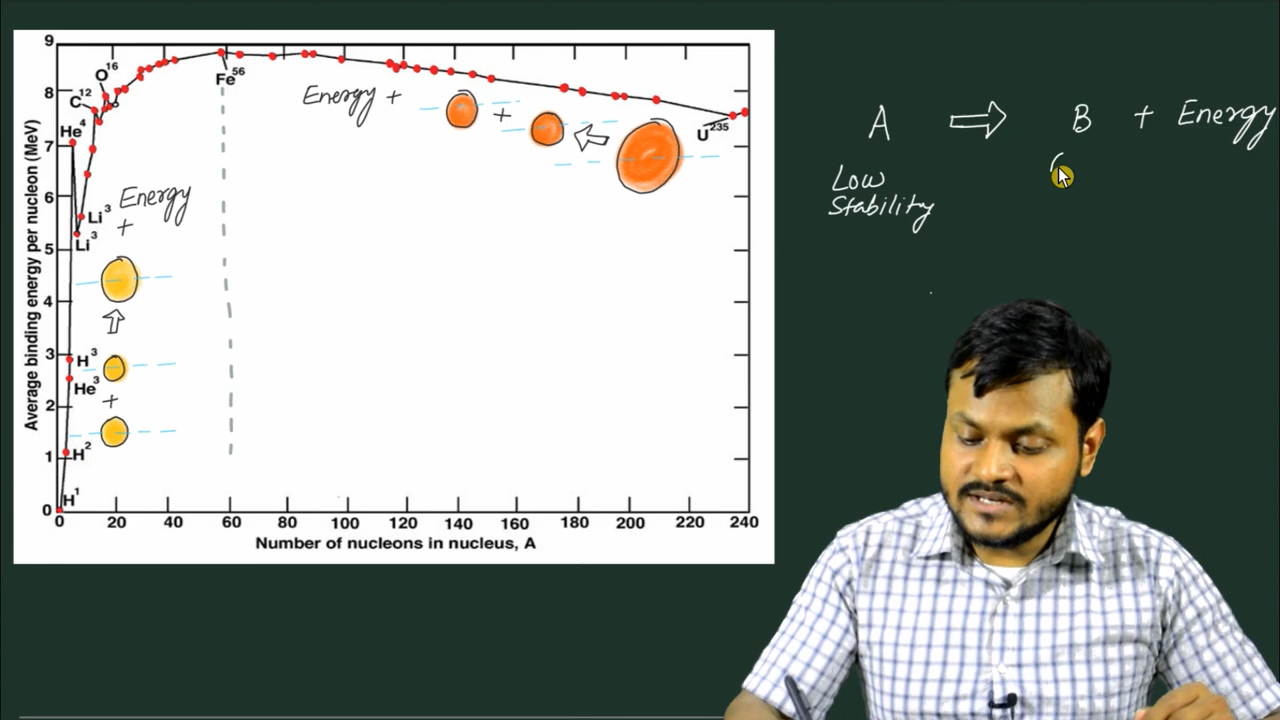 9
8
7
6
5
4
3
2
1
0
Average binding energy per nucleon (MeV)
O16
C12
He4
Fe56
U235
Li3
Li3
H3
He3
H2
H1
Energy +
+
Energy
+
+
0 20 40 60 80 100 120 140 160 180 200 220 240
Number of nucleons in nucleus, A
A ⇒ B + Energy
Low
Stability